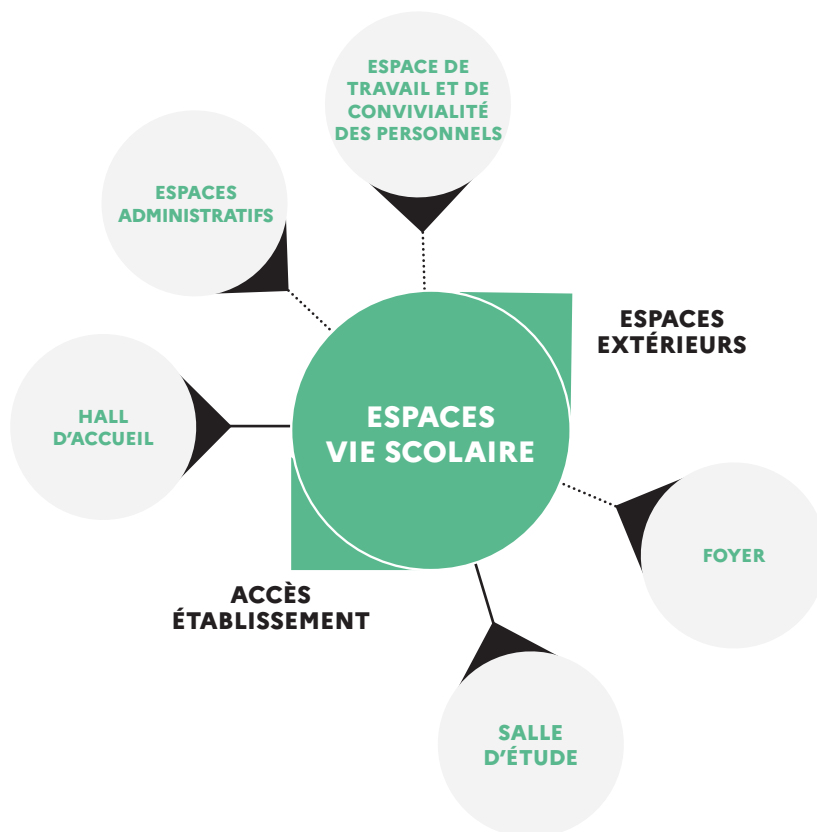 ESPACE DE
TRAVAIL ET DE
CONVIVIALITÉ
DES PERSONNELS
ESPACES
ADMINISTRATIFS
ESPACES
EXTÉRIEURS
HALL
D’ACCUEIL
ESPACES
VIE SCOLAIRE
FOYER
ACCÈS
ÉTABLISSEMENT
SALLE
D’ÉTUDE